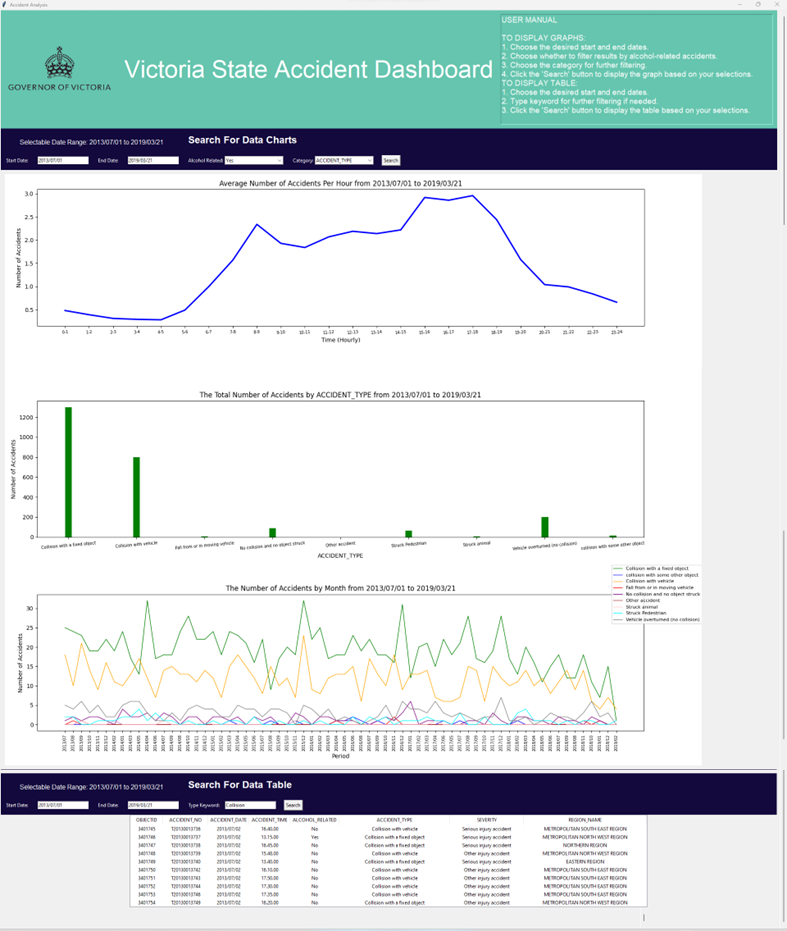 Accident Analysis
GOVERNOR OF VICTORIA
Victoria State Accident Dashboard
USER MANUAL
TO DISPLAY GRAPHS:
1. Choose the desired start and end dates.
2. Choose whether to filter results by alcohol-related accidents.
3. Choose the category for further filtering.
4. Click the 'Search' button to display the graph based on your selections.
TO DISPLAY TABLE:
1. Choose the desired start and end dates.
2. Type keyword for further filtering if needed.
3. Click the 'Search' button to display the table based on your selections.
Selectable Date Range: 2013/07/01 to 2019/03/21 Search For Data Charts
Start Date: 2013/07/01 End Date: 2019/03/21 Alcohol Related: Yes Category: ACCIDENT_TYPE Search
Average Number of Accidents Per Hour from 2013/07/01 to 2019/03/21
Number of Accidents
3.0
2.5
2.0
1.5
1.0
0.5
0-1 1-2 2-3 3-4 4-5 5-6 6-7 7-8 8-9 9-10 10-11 11-12 12-13 13-14 14-15 15-16 16-17 17-18 18-19 19-20 20-21 21-22 22-23 23-24
Time (Hourly)
The Total Number of Accidents by ACCIDENT_TYPE from 2013/07/01 to 2019/03/21
Number of Accidents
1200
1000
800
600
400
200
0
Collision with a fixed object Collision with vehicle Fall from or in moving vehicle No collision and no object struck Other accident Struck Pedestrian Struck animal Vehicle overturned (no collision) collision with some other object
ACCIDENT_TYPE
The Number of Accidents by Month from 2013/07/01 to 2019/03/21
Collision with a fixed object
collision with some other object
Collision with vehicle
Fall from or in moving vehicle
No collision and no object struck
Other accident
Struck animal
Struck Pedestrian
Vehicle overturned (no collision)
Number of Accidents
30
25
20
15
10
5
0
Period
Selectable Date Range: 2013/07/01 to 2019/03/21 Search For Data Table
Start Date: 2013/07/01 End Date: 2019/03/21 Type Keyword: Collision Search
OBJECTID ACCIDENT_NO ACCIDENT_DATE ACCIDENT_TIME ALCOHOL_RELATED ACCIDENT_TYPE SEVERITY REGION_NAME
3401745 T20130013736 2013/07/02 16.40.00 No Collision with vehicle Serious injury accident METROPOLITAN SOUTH EAST REGION
3401746 T20130013737 2013/07/02 13.15.00 Yes Collision with a fixed object Serious injury accident METROPOLITAN NORTH WEST REGION
3401747 T20130013738 2013/07/02 16.45.00 No Collision with a fixed object Serious injury accident NORTHERN REGION
3401748 T20130013739 2013/07/02 15.48.00 No Collision with vehicle Other injury accident METROPOLITAN NORTH WEST REGION
3401749 T20130013740 2013/07/02 13.40.00 No Collision with a fixed object Serious injury accident EASTERN REGION
3401750 T20130013742 2013/07/02 16.10.00 No Collision with vehicle Other injury accident METROPOLITAN SOUTH EAST REGION
3401751 T20130013743 2013/07/02 17.50.00 No Collision with vehicle Other injury accident METROPOLITAN SOUTH EAST REGION
3401752 T20130013744 2013/07/02 17.30.00 No Collision with vehicle Other injury accident METROPOLITAN SOUTH EAST REGION
3401753 T20130013746 2013/07/02 17.35.00 No Collision with vehicle Other injury accident METROPOLITAN SOUTH EAST REGION
3401754 T20130013749 2013/07/02 16.20.00 No Collision with a fixed object Other injury accident METROPOLITAN NORTH WEST REGION